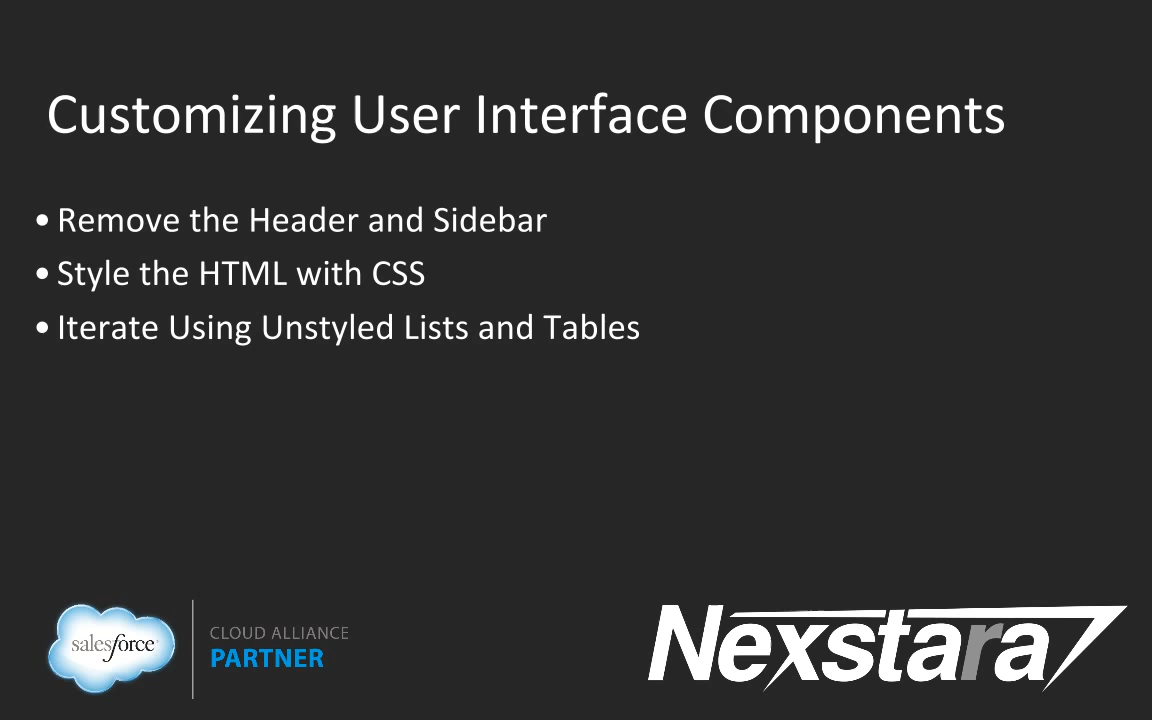 Customizing User Interface Components
• Remove the Header and Sidebar
• Style the HTML with CSS
• Iterate Using Unstyled Lists and Tables
salesforce
CLOUD ALLIANCE
PARTNER
Nexstara